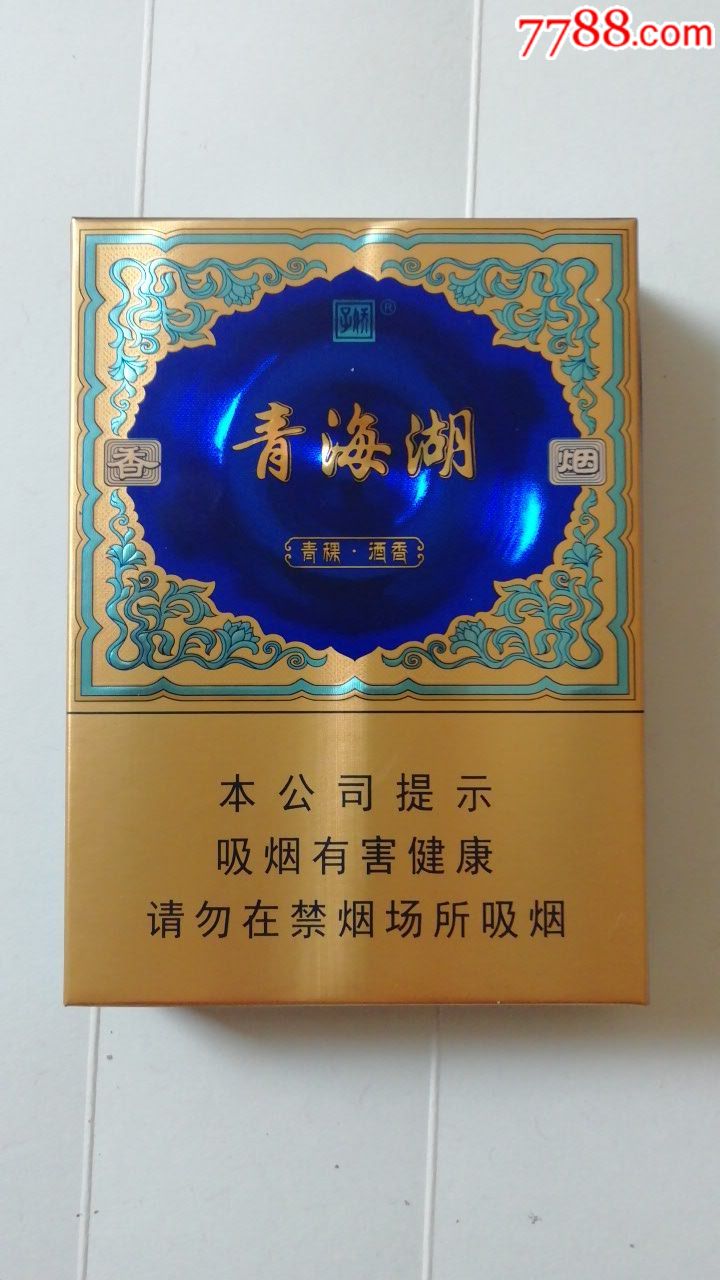 7788.com
®
青海湖
香
烟
青稞·酒香
本公司提示
吸烟有害健康
请勿在禁烟场所吸烟